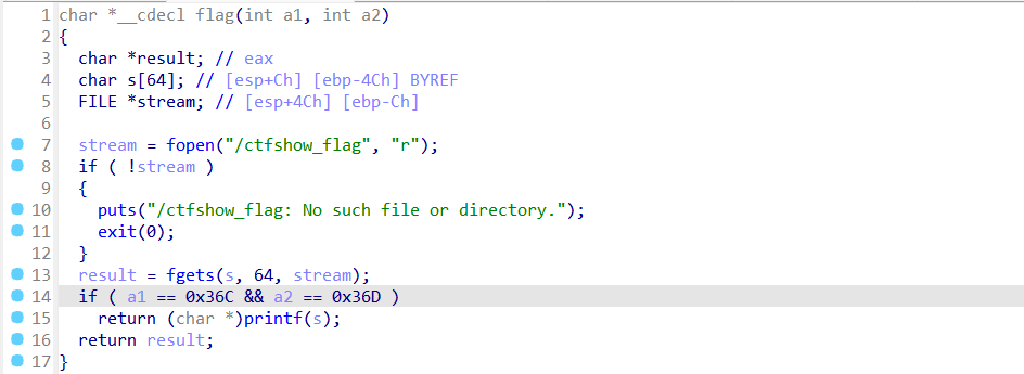 1 char *__cdecl flag(int a1, int a2)
2 {
3 char *result; // eax
4 char s[64]; // [esp+Ch] [ebp-4Ch] BYREF
5 FILE *stream; // [esp+4Ch] [ebp-Ch]
6
7 stream = fopen("/ctfshow_flag", "r");
8 if ( !stream )
9 {
10 puts("/ctfshow_flag: No such file or directory.");
11 exit(0);
12 }
13 result = fgets(s, 64, stream);
14 if ( a1 == 0x36C && a2 == 0x36D )
15 return (char *)printf(s);
16 return result;
17 }